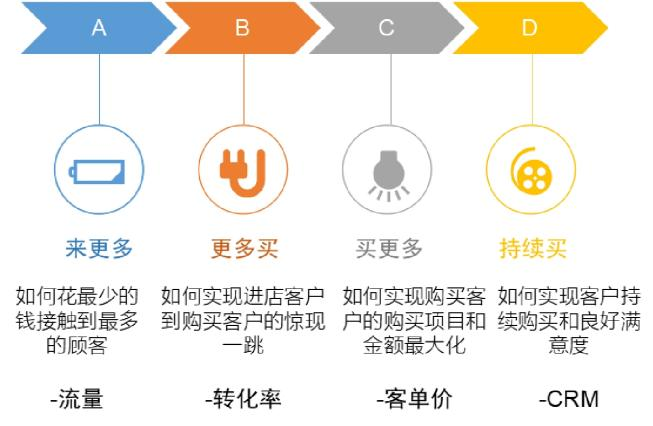 A
B
C
D
来更多
更多买
买更多
持续买
如何花最少的
钱接触到最多
的顾客
如何实现进店客户
到购买客户的惊现
一跳
如何实现购买客
户的购买项目和
金额最大化
如何实现客户持
续购买和良好满
意度
-流量
-转化率
-客单价
-CRM